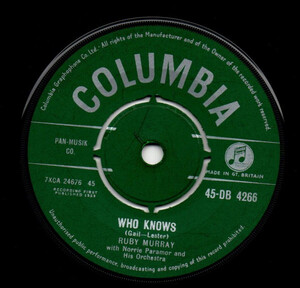 Columbia Graphophone Co. Ltd. All rights of the Manufacturer and of the Owner of the recorded work reserved
COLUMBIA
PAN-MUSIK
CO.
MADE IN GT. BRITAIN
7XCA 24676 45
RECORDING FIRST
PUBLISHED 1959
45-DB 4266
WHO KNOWS
(Gail—Lester)
RUBY MURRAY
with Norrie Paramor
and
His Orchestra
Unauthorised public performance, broadcasting and copying of this record prohibited